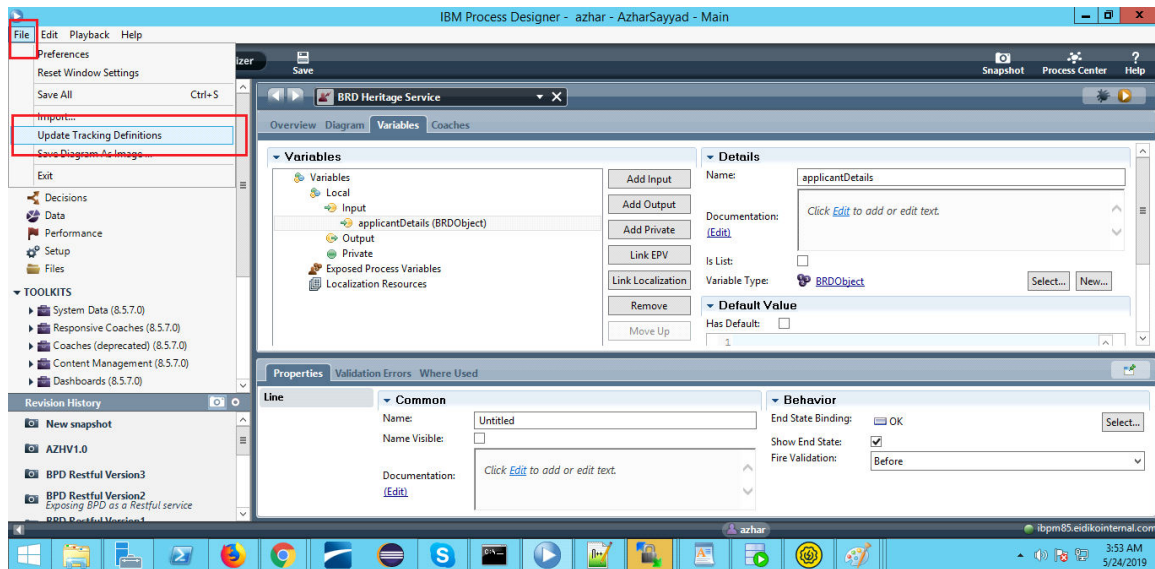 IBM Process Designer - azhar - AzharSayyad - Main
File Edit Playback Help
Preferences
Reset Window Settings
Save All Ctrl+S
Import...
Update Tracking Definitions
Save Diagram As Image ...
Exit
izer
Save
Snapshot Process Center Help
BRD Heritage Service
Overview Diagram Variables Coaches
Decisions
Data
Performance
Setup
Files
TOOLKITS
System Data (8.5.7.0)
Responsive Coaches (8.5.7.0)
Coaches (deprecated) (8.5.7.0)
Content Management (8.5.7.0)
Dashboards (8.5.7.0)
Revision History
New snapshot
AZHV1.0
BPD Restful Version3
BPD Restful Version2
Exposing BPD as a Restful service
BPD Restful Version1
Variables
Variables
Local
Input
applicantDetails (BRDObject)
Output
Private
Exposed Process Variables
Localization Resources
Add Input
Add Output
Add Private
Link EPV
Link Localization
Remove
Move Up
Details
Name: applicantDetails
Documentation: Click Edit to add or edit text.
(Edit)
Is List:
Variable Type: BRDObject Select... New...
Default Value
Has Default:
1
Properties Validation Errors Where Used
Line
Common
Name: Untitled
Name Visible:
Documentation: Click Edit to add or edit text.
(Edit)
Behavior
End State Binding: OK Select...
Show End State:
Fire Validation: Before
azhar
ibpm85.eidikointernal.com
3:53 AM
5/24/2019